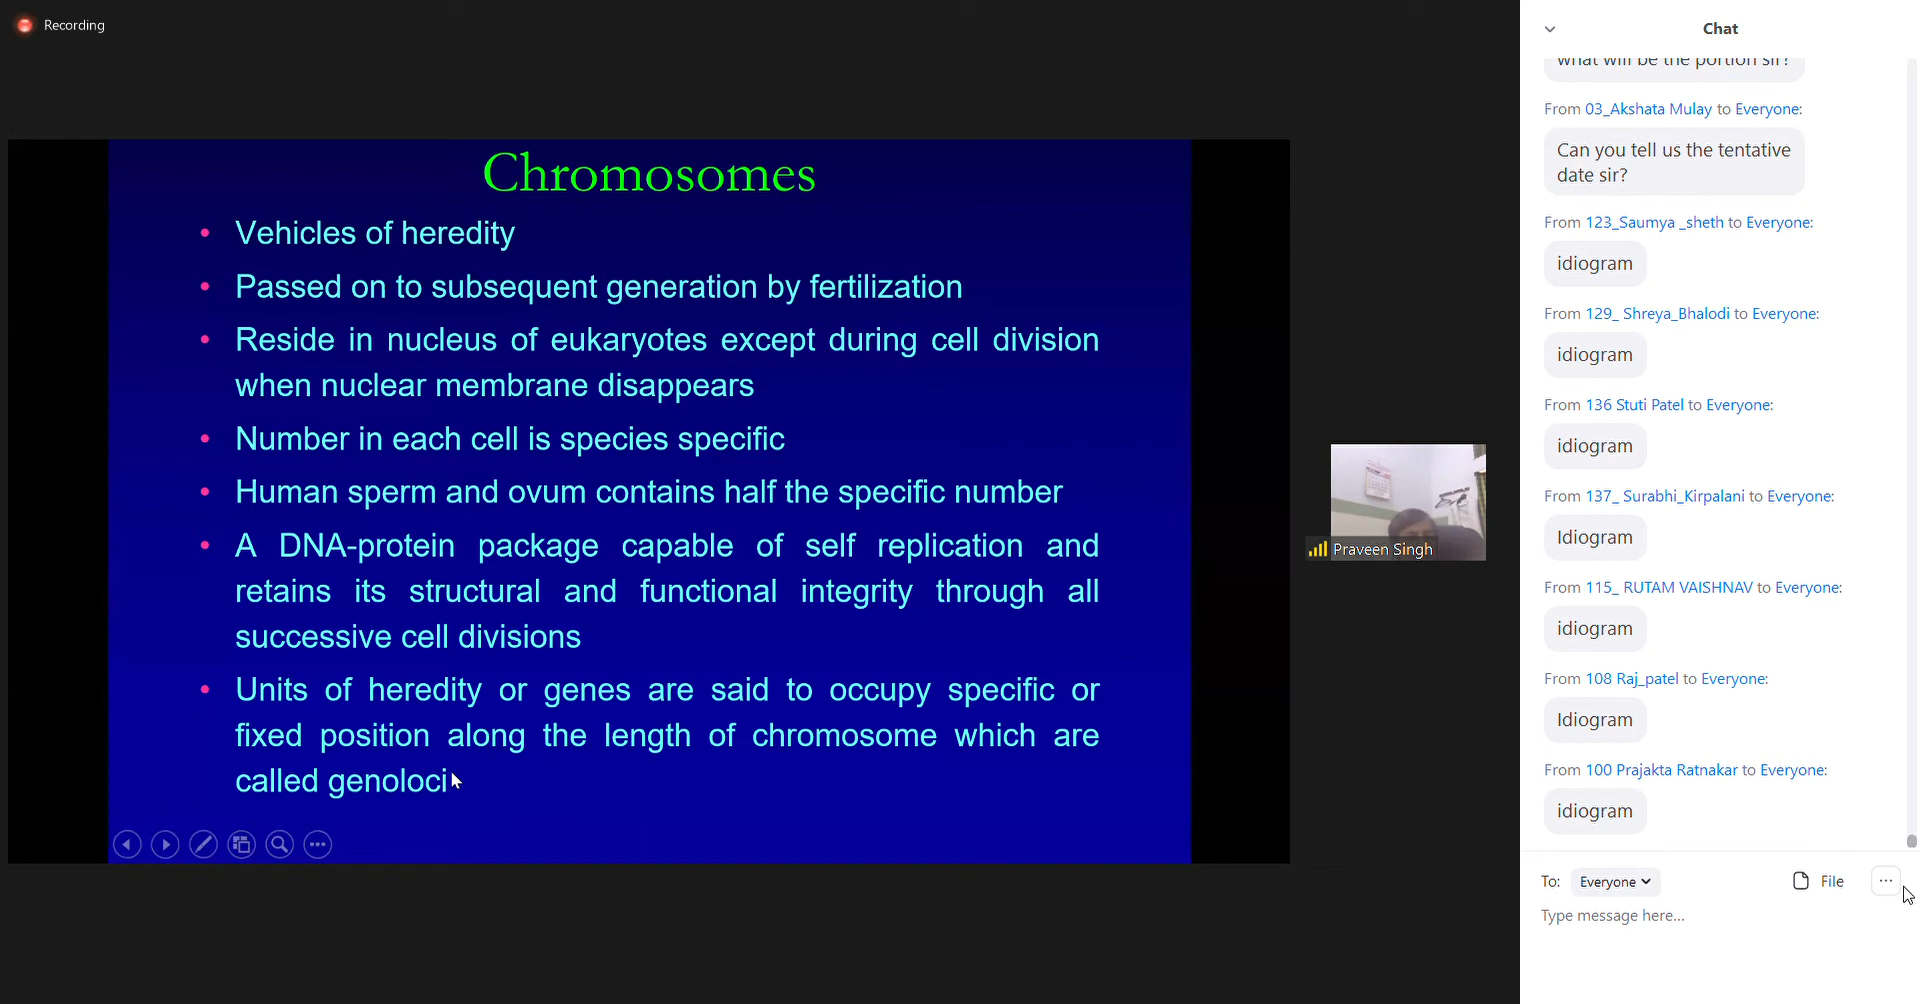 Recording
Chromosomes
• Vehicles of heredity
• Passed on to subsequent generation by fertilization
• Reside in nucleus of eukaryotes except during cell division
when nuclear membrane disappears
• Number in each cell is species specific
• Human sperm and ovum contains half the specific number
• A DNA-protein package capable of self replication and
retains its structural and functional integrity through all
successive cell divisions
• Units of heredity or genes are said to occupy specific or
fixed position along the length of chromosome which are
called genoloci
Praveen Singh
Chat
what will be the portion sir?
From 03_Akshata Mulay to Everyone:
Can you tell us the tentative
date sir?
From 123_Saumya _sheth to Everyone:
idiogram
From 129_ Shreya_Bhalodi to Everyone:
idiogram
From 136 Stuti Patel to Everyone:
idiogram
From 137_ Surabhi_Kirpalani to Everyone:
Idiogram
From 115_ RUTAM VAISHNAV to Everyone:
idiogram
From 108 Raj_patel to Everyone:
Idiogram
From 100 Prajakta Ratnakar to Everyone:
idiogram
To: Everyone File
Type message here...